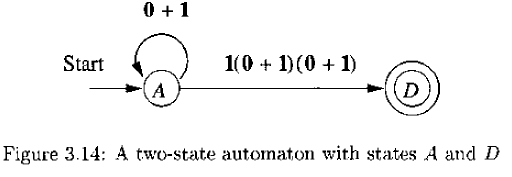 0 + 1
Start
1(0 + 1)(0 + 1)
A
D
Figure 3.14: A two-state automaton with states A and D